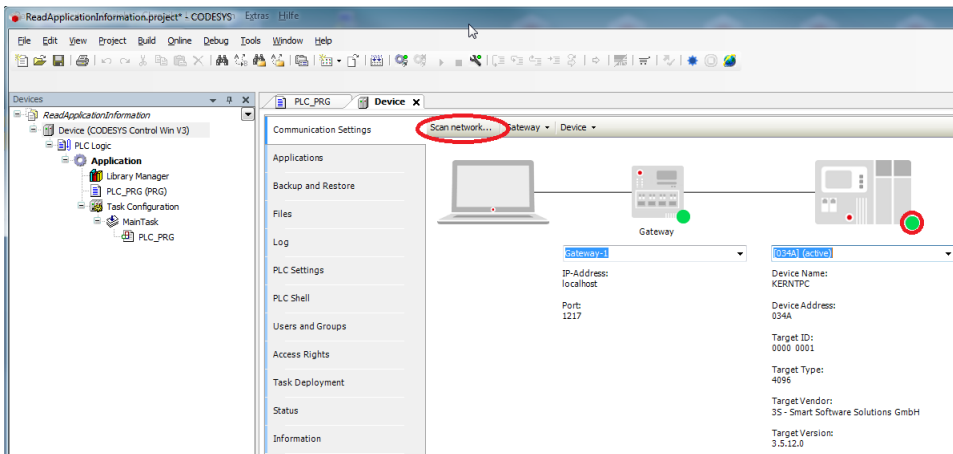 ReadApplicationInformation.project* - CODESYS Extras Hilfe
File Edit View Project Build Online Debug Tools Window Help
Devices
ReadApplicationInformation
Device (CODESYS Control Win V3)
PLC Logic
Application
Library Manager
PLC_PRG (PRG)
Task Configuration
MainTask
PLC_PRG
PLC_PRG Device
Communication Settings
Applications
Backup and Restore
Files
Log
PLC Settings
PLC Shell
Users and Groups
Access Rights
Task Deployment
Status
Information
Scan network... Gateway Device
Gateway
Gateway-1
IP-Address:
localhost
Port:
1217
[034A] (active)
Device Name:
KERNTPC
Device Address:
034A
Target ID:
0000 0001
Target Type:
4096
Target Vendor:
3S - Smart Software Solutions GmbH
Target Version:
3.5.12.0